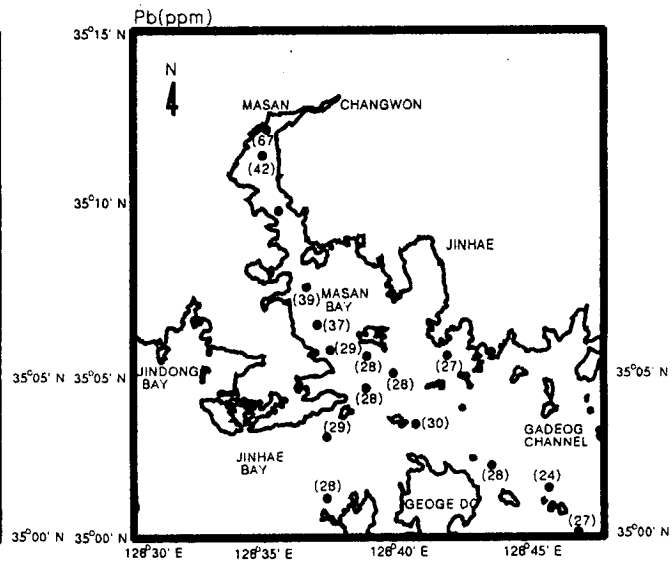 Pb(ppm)
35°15' N
N
MASAN
CHANGWON
(67
(42)
35°10' N
JINHAE
(39)
MASAN
BAY
(37)
(29)
(28)
(27)
JINDONG
BAY
35°05' N
(28)
35°05' N
(28)
(29)
(30)
GADEOG
CHANNEL
JINHAE
BAY
(28)
(24)
(28)
GEOGE DO
(27)
35°00' N
35°00' N
35°00' N
128°30' E
128°35' E
128°40' E
128°45' E